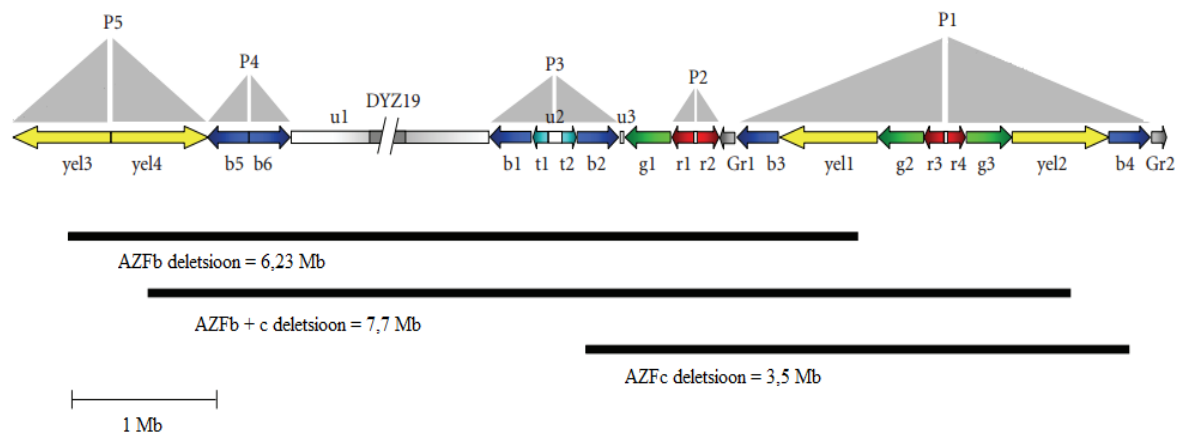 P5
P4
P3
P2
P1
u1
DYZ19
u2
u3
yel3
yel4
b5
b6
b1
t1
t2
b2
g1
r1
r2
Gr1
b3
yel1
g2
r3
r4
g3
yel2
b4
Gr2
AZFb deletsioon = 6,23 Mb
AZFb + c deletsioon = 7,7 Mb
AZFc deletsioon = 3,5 Mb
1 Mb